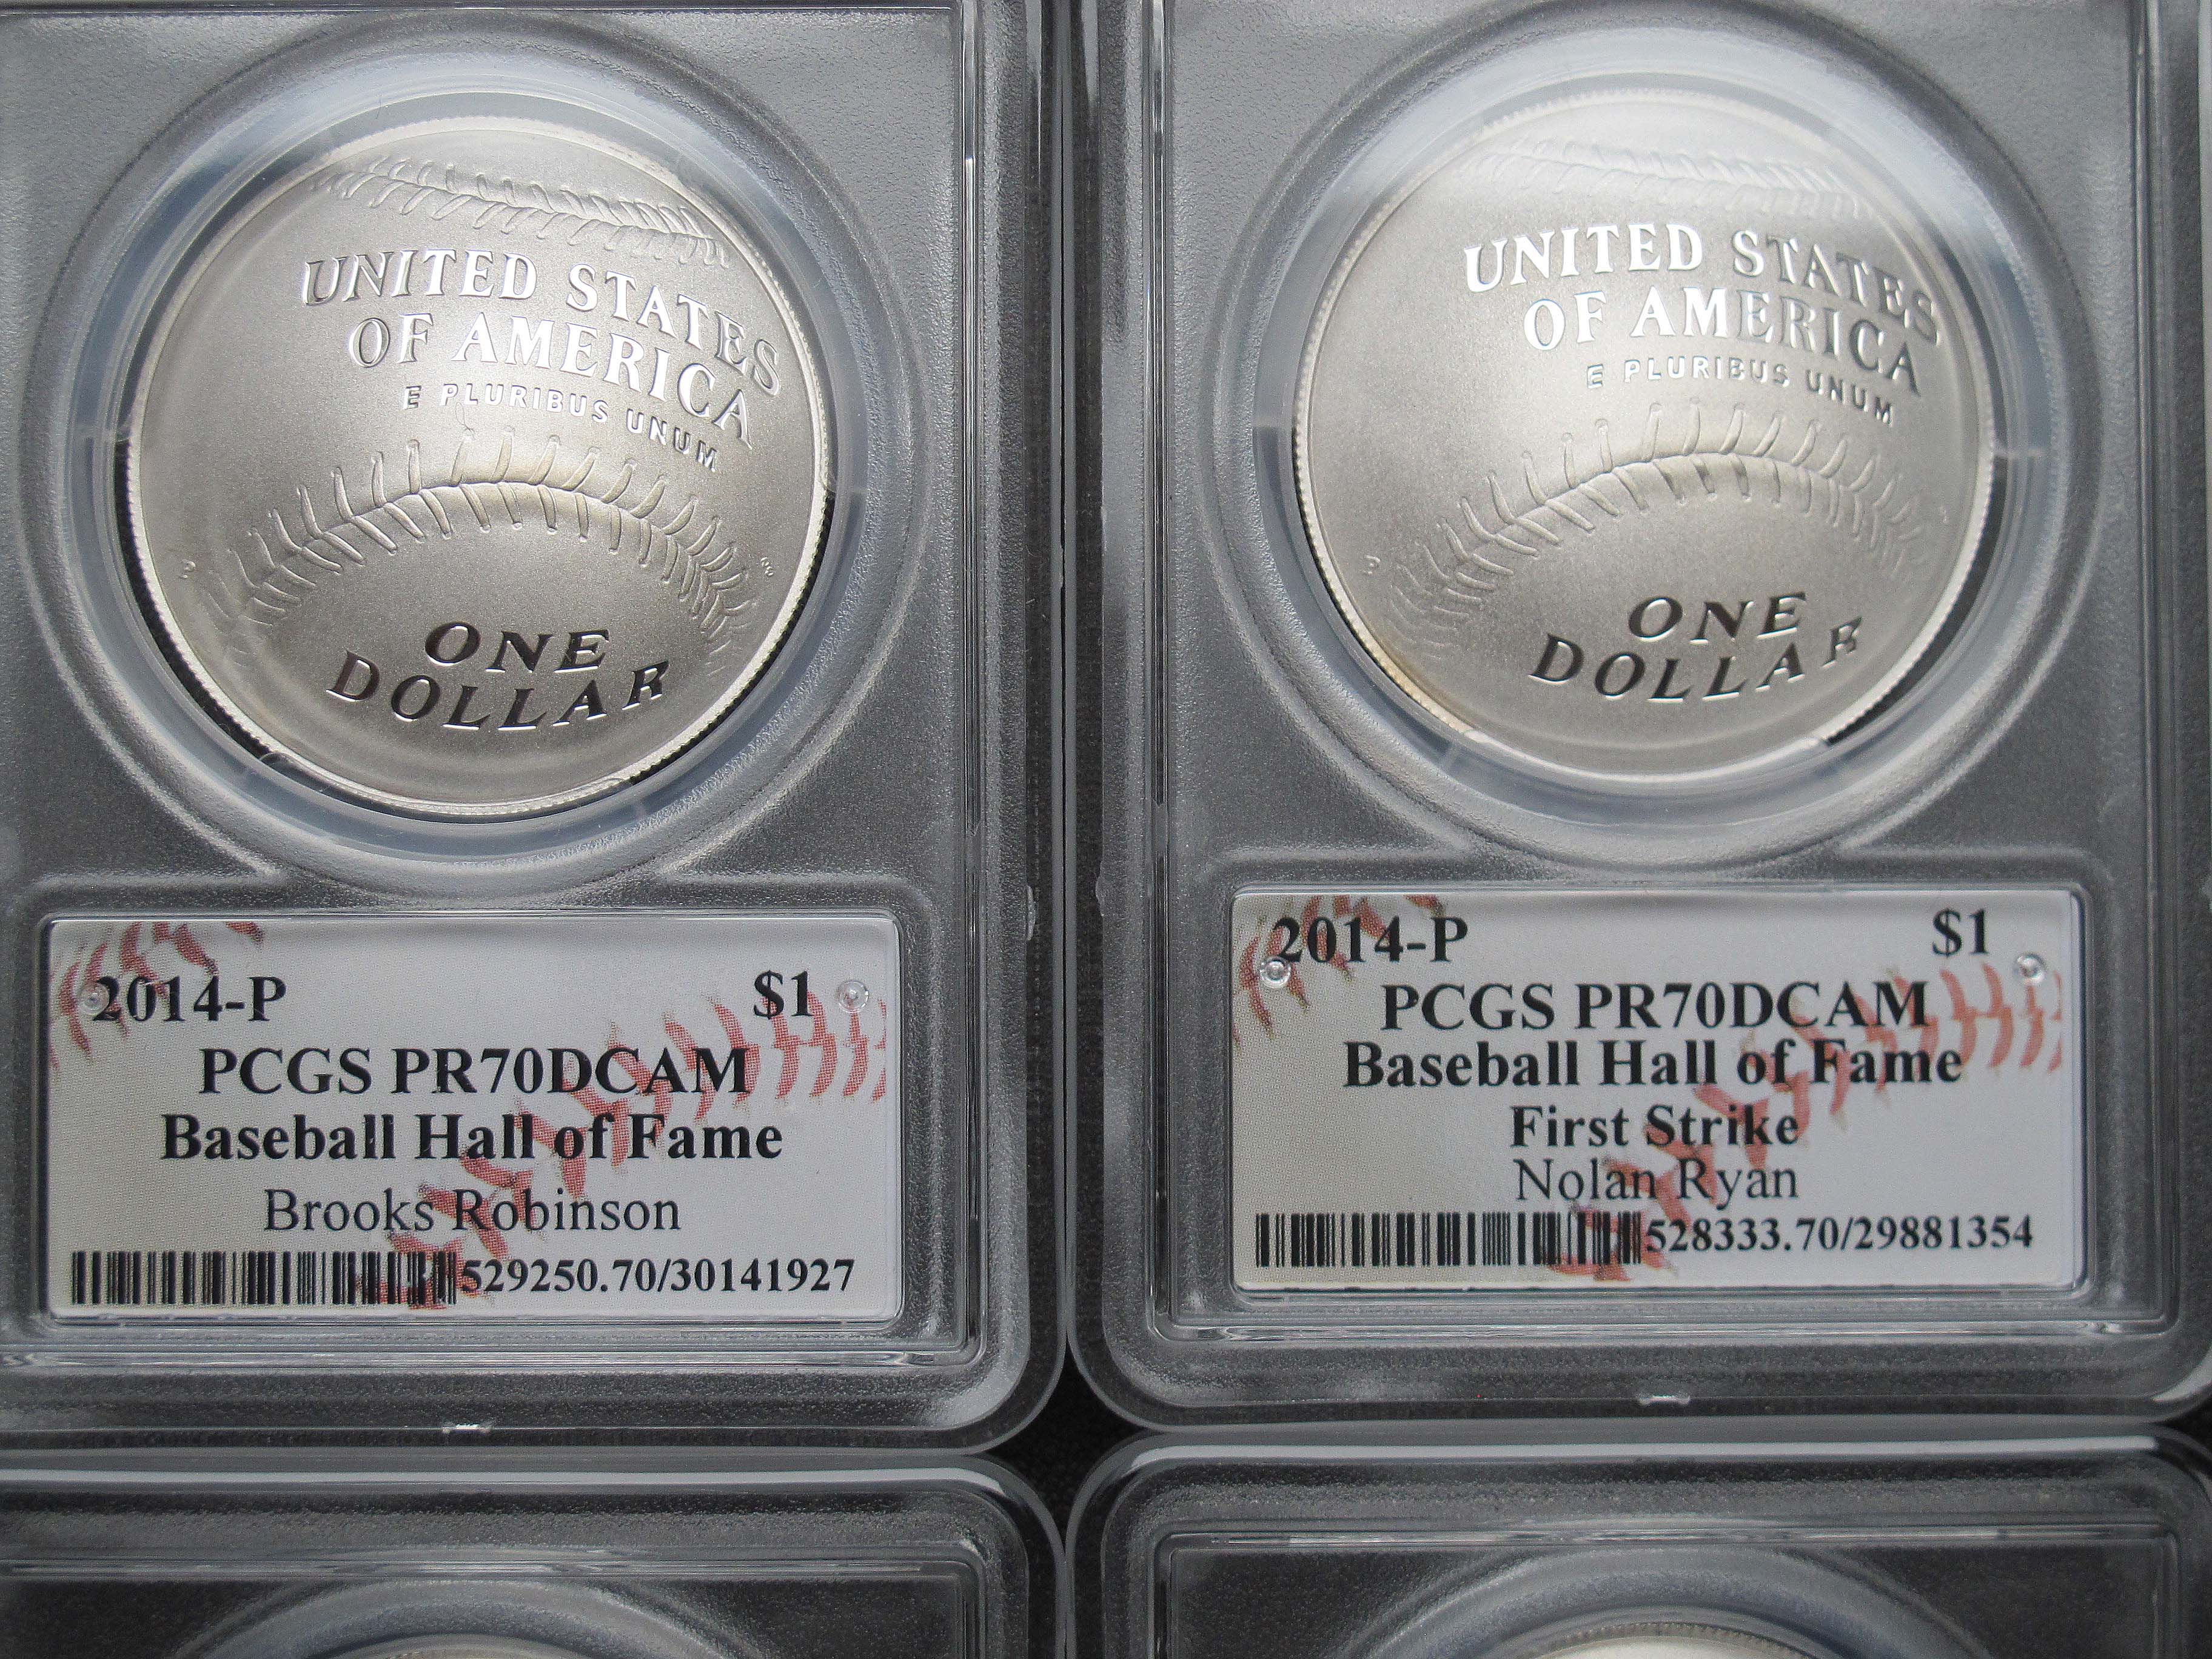 UNITED STATES
OF AMERICA
E PLURIBUS UNUM
P
ONE
DOLLAR
2014-P $1
PCGS PR70DCAM
Baseball Hall of Fame
Brooks Robinson
529250.70/30141927
UNITED STATES
OF AMERICA
E PLURIBUS UNUM
P
ONE
DOLLAR
2014-P $1
PCGS PR70DCAM
Baseball Hall of Fame
First Strike
Nolan Ryan
528333.70/29881354